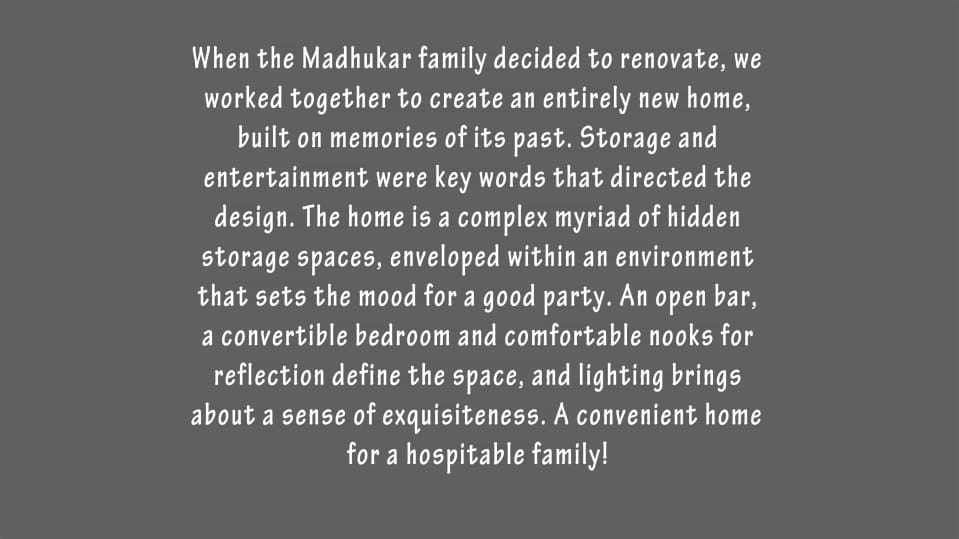 When the Madhukar family decided to renovate, we
worked together to create an entirely new home,
built on memories of its past. Storage and
entertainment were key words that directed the
design. The home is a complex myriad of hidden
storage spaces, enveloped within an environment
that sets the mood for a good party. An open bar,
a convertible bedroom and comfortable nooks for
reflection define the space, and lighting brings
about a sense of exquisiteness. A convenient home
for a hospitable family!